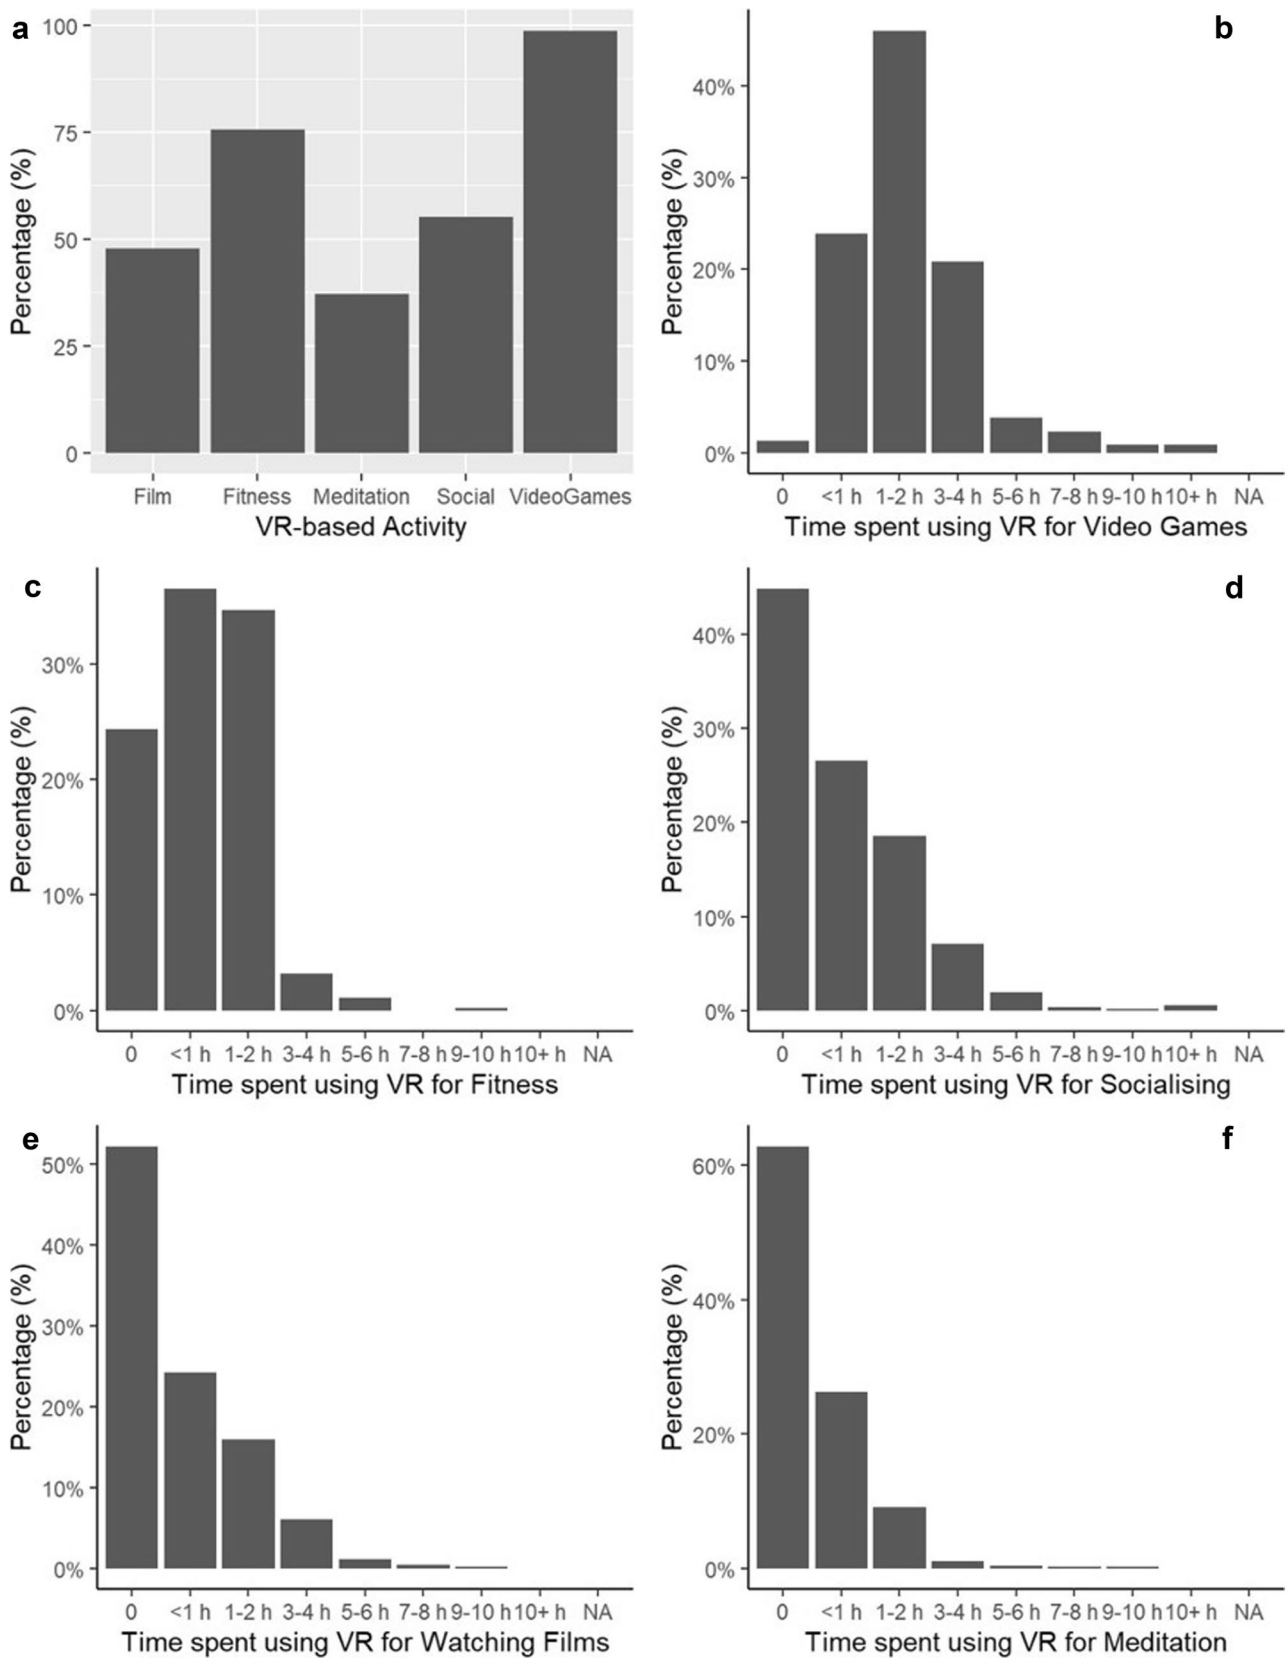 a
Percentage (%)
100
75
50
25
0
Film Fitness Meditation Social VideoGames
VR-based Activity
b
Percentage (%)
40%
30%
20%
10%
0%
0 <1 h 1-2 h 3-4 h 5-6 h 7-8 h 9-10 h 10+ h NA
Time spent using VR for Video Games
c
Percentage (%)
30%
20%
10%
0%
0 <1 h 1-2 h 3-4 h 5-6 h 7-8 h 9-10 h 10+ h NA
Time spent using VR for Fitness
d
Percentage (%)
40%
30%
20%
10%
0%
0 <1 h 1-2 h 3-4 h 5-6 h 7-8 h 9-10 h 10+ h NA
Time spent using VR for Socialising
e
Percentage (%)
50%
40%
30%
20%
10%
0%
0 <1 h 1-2 h 3-4 h 5-6 h 7-8 h 9-10 h 10+ h NA
Time spent using VR for Watching Films
f
Percentage (%)
60%
40%
20%
0%
0 <1 h 1-2 h 3-4 h 5-6 h 7-8 h 9-10 h 10+ h NA
Time spent using VR for Meditation